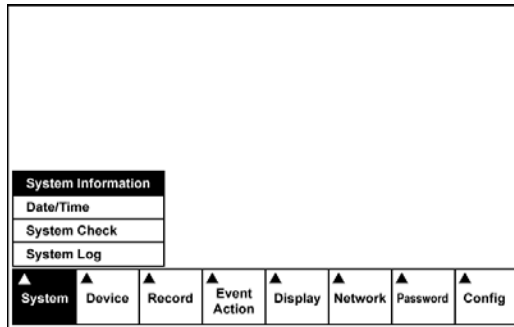 System Information
Date/Time
System Check
System Log
System
Device
Record
Event
Action
Display
Network
Password
Config